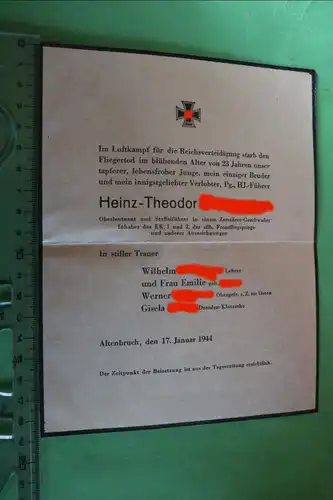 Im Luftkampf für die Reichsverteidigung starb den
Fliegertod im blühenden Alter von 23 Jahren unser
tapferer, lebensfroher Junge, mein einziger Bruder
und mein innigstgeliebter Verlobter, Pg., HJ.-Führer
Heinz-Theodor
Oberleutnant und Staffelführer in einem Zerstörer-Geschwader
Inhaber des EK. 1 und 2, der silb. Frontflugspange
und anderer Auszeichnungen
In stiller Trauer
Wilhelm Lehrer
und Frau Emilie geb.
Werner Obergefr. z. Z. im Osten
Gisela Dresden-Klotzsche
Altenbruch, den 17. Januar 1944
Der Zeitpunkt der Beisetzung ist aus der Tageszeitung ersichtlich.